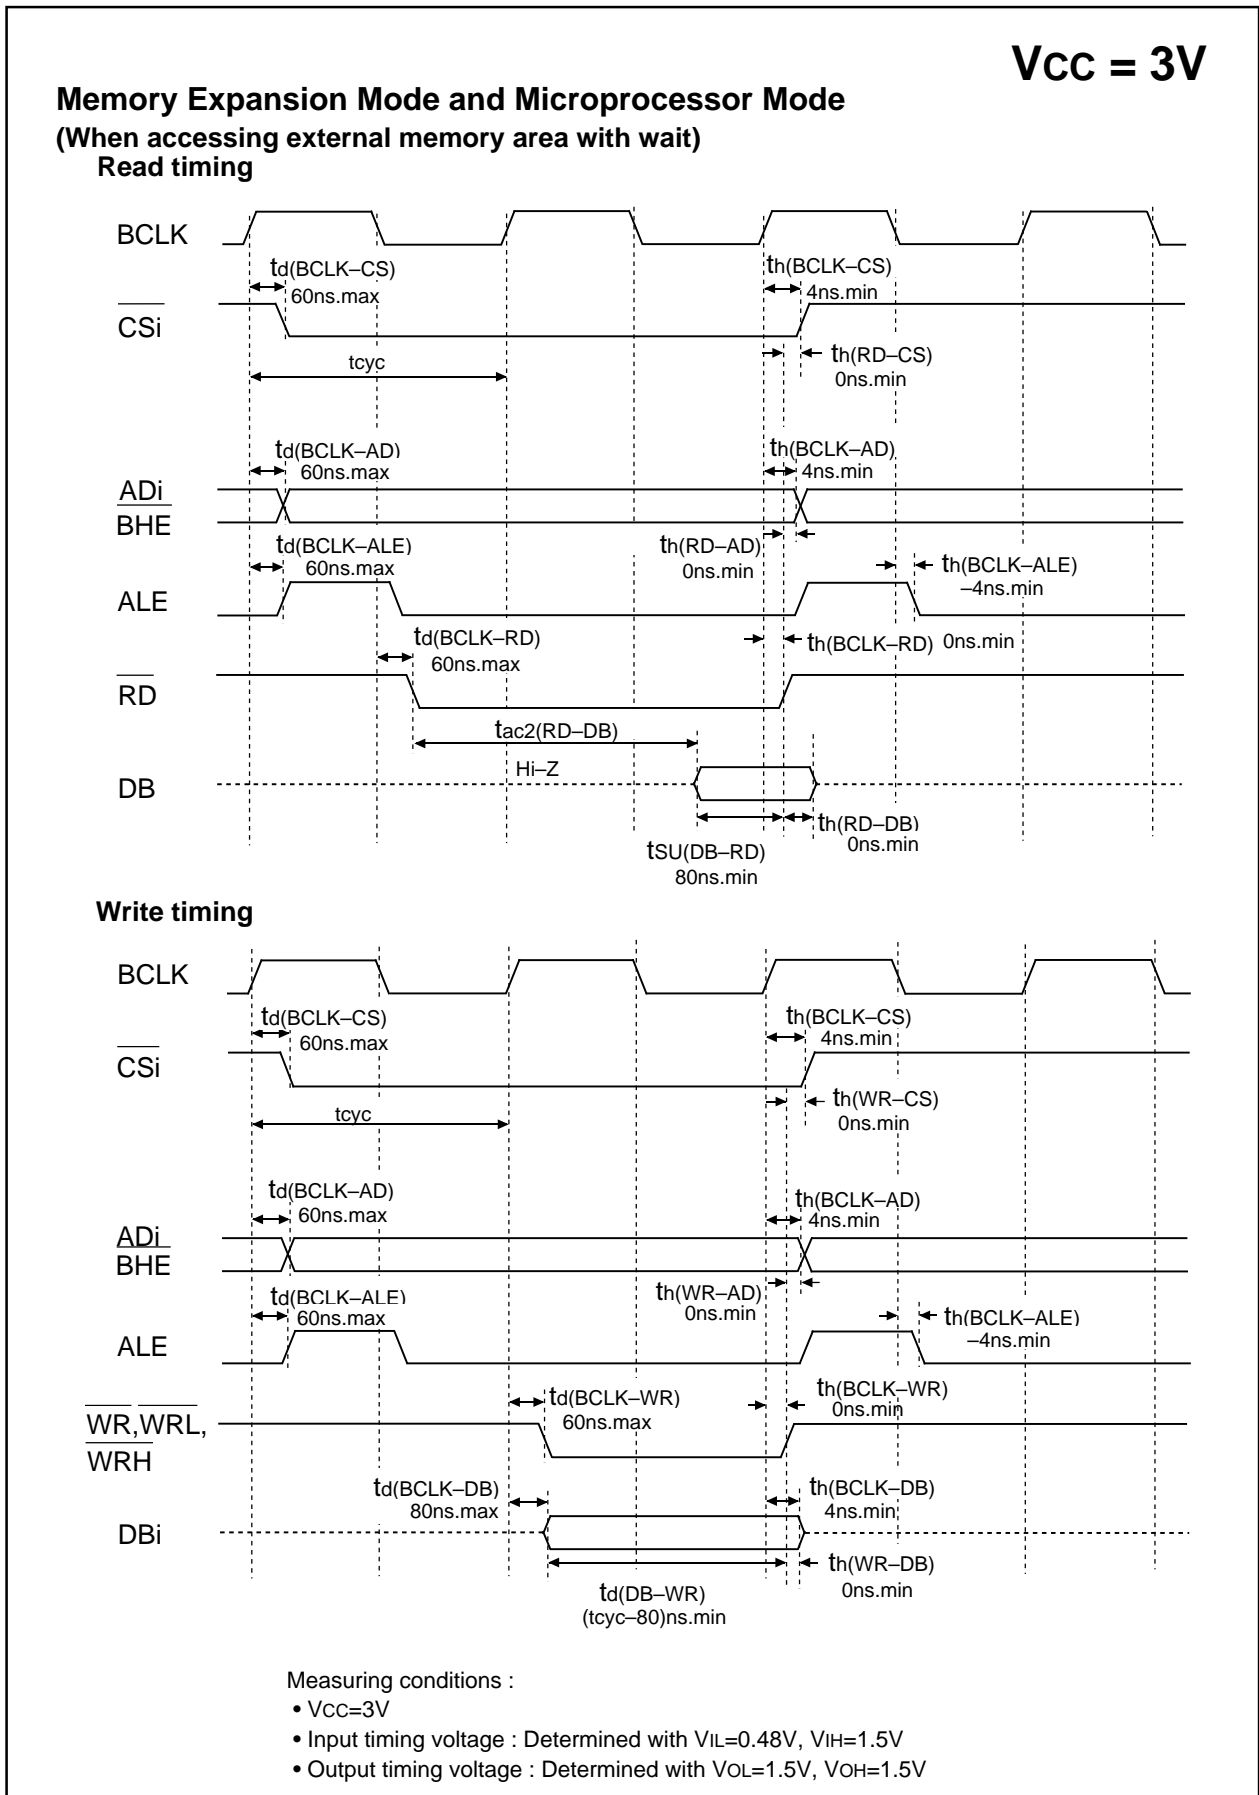 VCC = 3V
Memory Expansion Mode and Microprocessor Mode
(When accessing external memory area with wait)
Read timing
BCLK
td(BCLK–CS)
60ns.max
th(BCLK–CS)
4ns.min
CSi
th(RD–CS)
0ns.min
tcyc
td(BCLK–AD)
60ns.max
th(BCLK–AD)
4ns.min
ADi
BHE
td(BCLK–ALE)
60ns.max
th(RD–AD)
0ns.min
th(BCLK–ALE)
–4ns.min
ALE
td(BCLK–RD)
60ns.max
th(BCLK–RD) 0ns.min
RD
tac2(RD–DB)
Hi–Z
DB
th(RD–DB)
0ns.min
tSU(DB–RD)
80ns.min
Write timing
BCLK
td(BCLK–CS)
60ns.max
th(BCLK–CS)
4ns.min
CSi
th(WR–CS)
0ns.min
tcyc
td(BCLK–AD)
60ns.max
th(BCLK–AD)
4ns.min
ADi
BHE
td(BCLK–ALE)
60ns.max
th(WR–AD)
0ns.min
th(BCLK–ALE)
–4ns.min
ALE
td(BCLK–WR)
60ns.max
th(BCLK–WR)
0ns.min
WR,WRL,
WRH
td(BCLK–DB)
80ns.max
th(BCLK–DB)
4ns.min
DBi
th(WR–DB)
0ns.min
td(DB–WR)
(tcyc–80)ns.min
Measuring conditions :
• VCC=3V
• Input timing voltage : Determined with VIL=0.48V, VIH=1.5V
• Output timing voltage : Determined with VOL=1.5V, VOH=1.5V